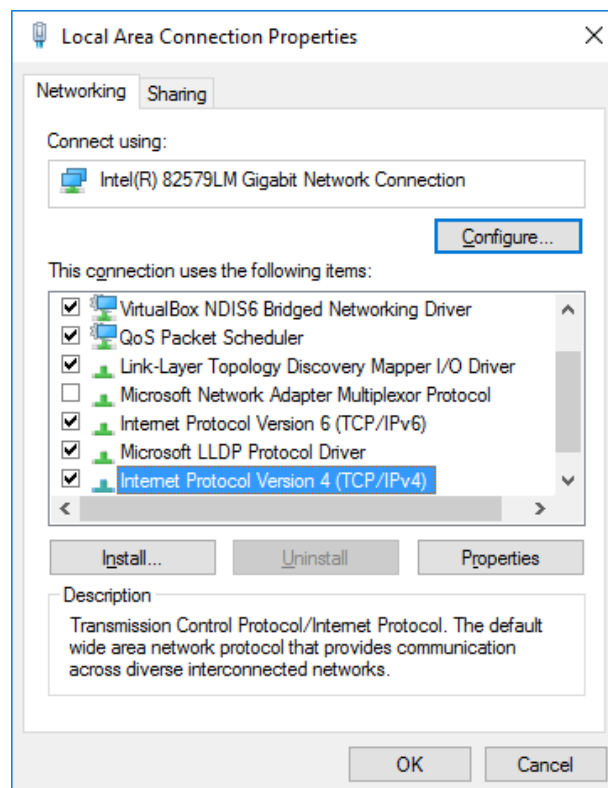 Local Area Connection Properties
Networking
Sharing
Connect using:
Intel(R) 82579LM Gigabit Network Connection
Configure...
This connection uses the following items:
VirtualBox NDIS6 Bridged Networking Driver
QoS Packet Scheduler
Link-Layer Topology Discovery Mapper I/O Driver
Microsoft Network Adapter Multiplexor Protocol
Internet Protocol Version 6 (TCP/IPv6)
Microsoft LLDP Protocol Driver
Internet Protocol Version 4 (TCP/IPv4)
Install...
Uninstall
Properties
Description
Transmission Control Protocol/Internet Protocol. The default
wide area network protocol that provides communication
across diverse interconnected networks.
OK
Cancel